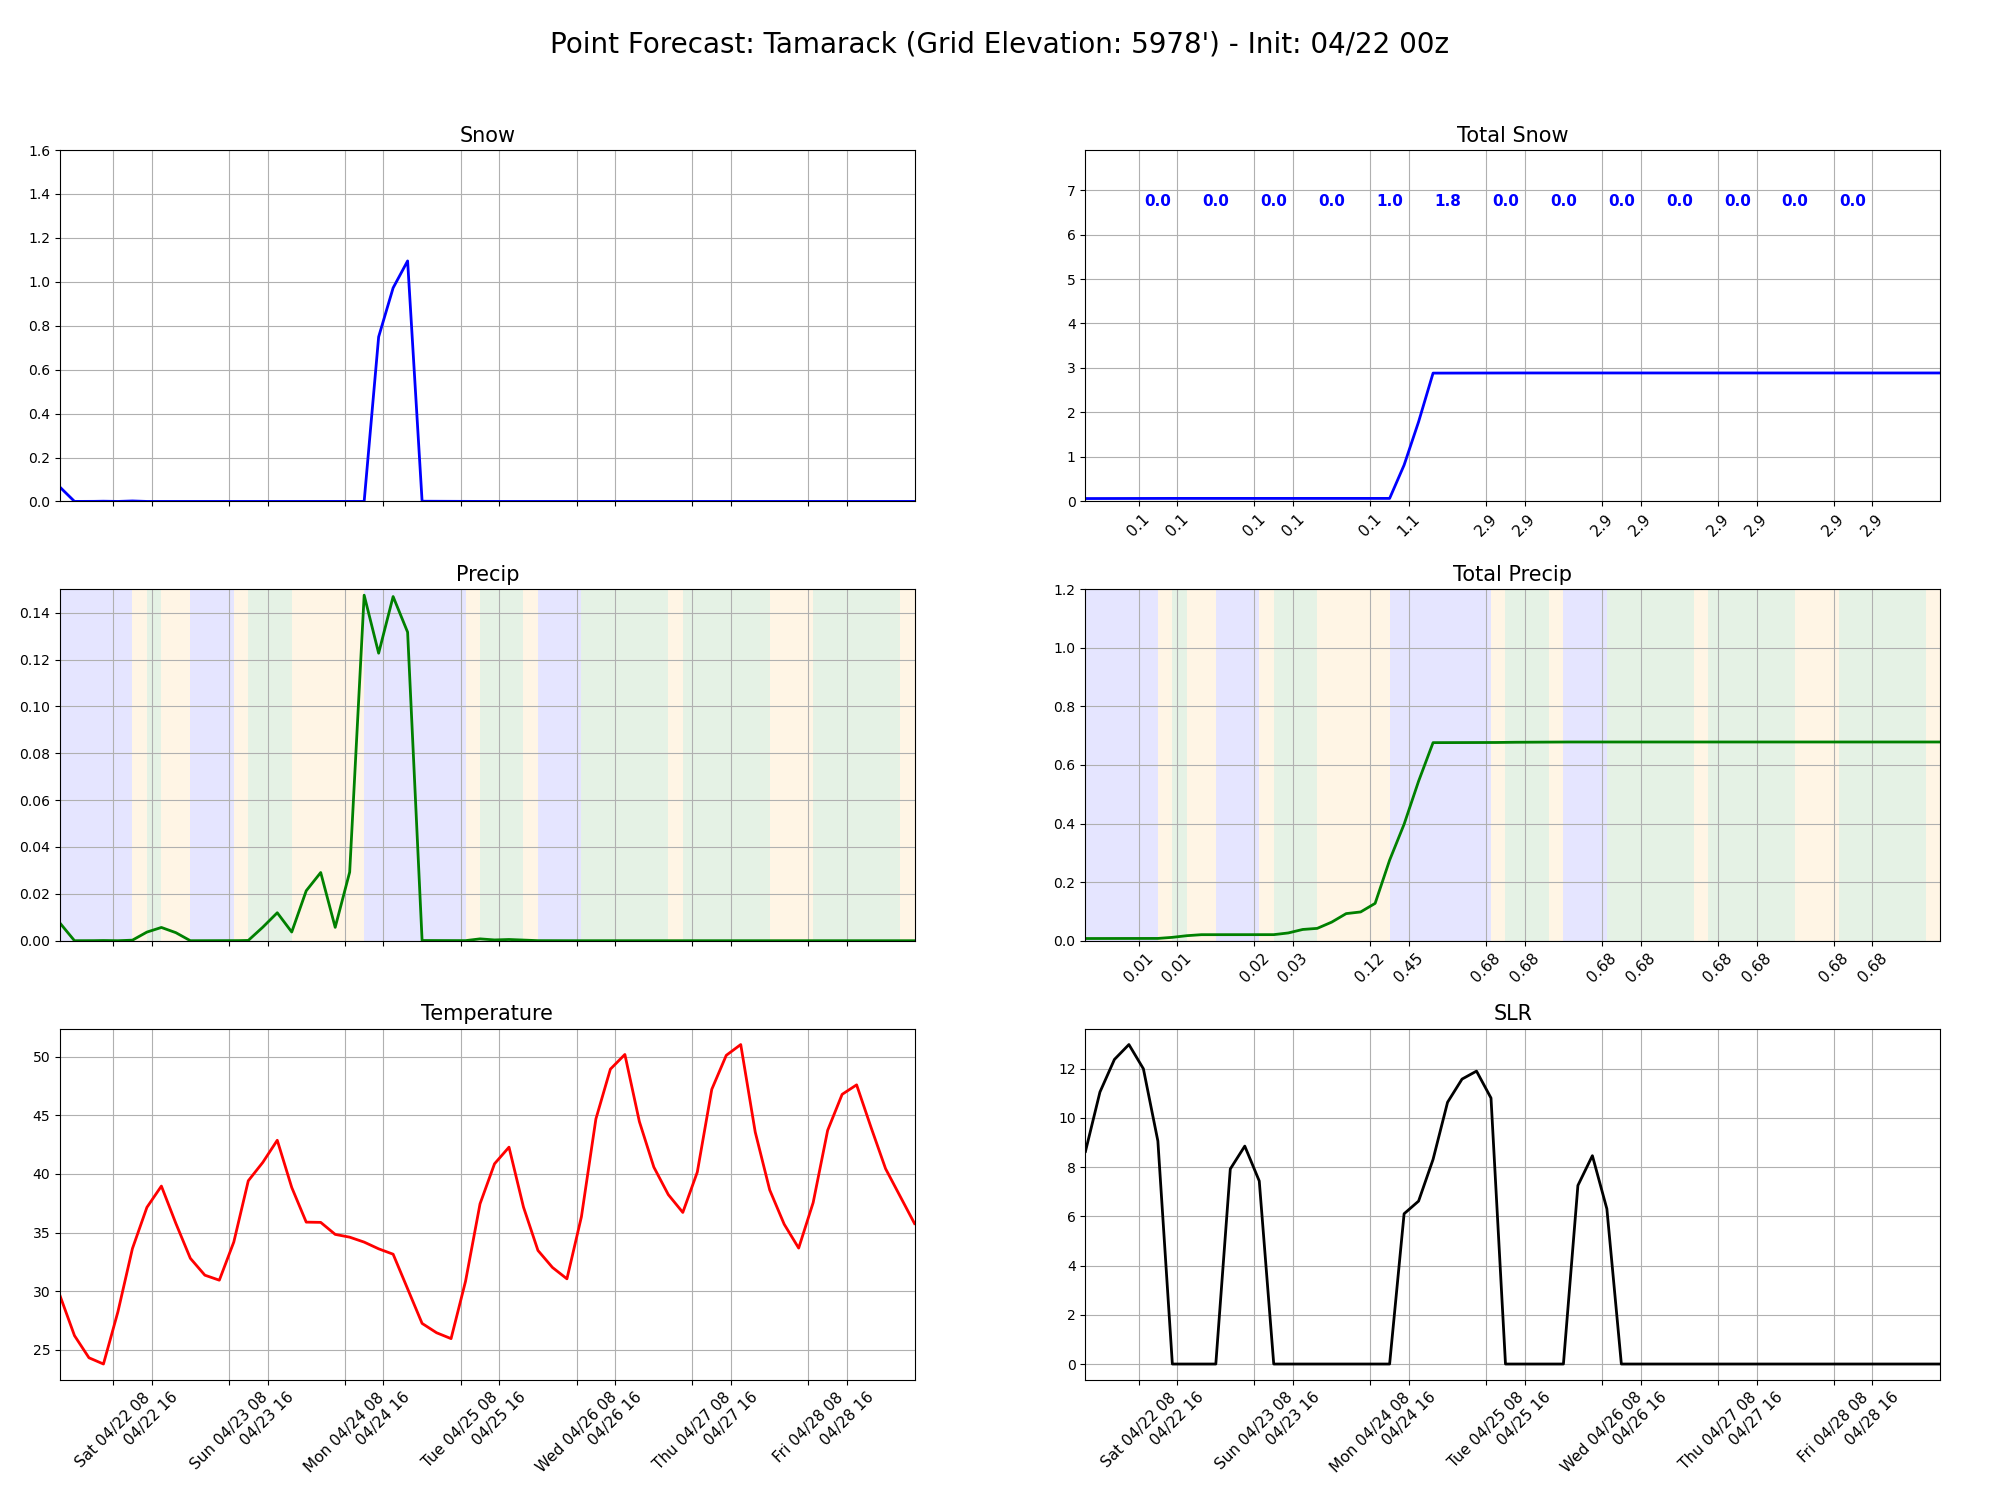 Point Forecast: Tamarack (Grid Elevation: 5978') - Init: 04/22 00z
Snow
1.6
1.4
1.2
1.0
0.8
0.6
0.4
0.2
0.0
Total Snow
7
6
5
4
3
2
1
0
0.0 0.0 0.0 0.0 1.0 1.8 0.0 0.0 0.0 0.0 0.0 0.0 0.0
0.1 0.1 0.1 0.1 0.1 1.1 2.9 2.9 2.9 2.9 2.9 2.9 2.9 2.9
Precip
0.14
0.12
0.10
0.08
0.06
0.04
0.02
0.00
Total Precip
1.2
1.0
0.8
0.6
0.4
0.2
0.0
0.01 0.01 0.02 0.03 0.12 0.45 0.68 0.68 0.68 0.68 0.68 0.68 0.68 0.68
Temperature
50
45
40
35
30
25
Sat 04/22 08
04/22 16
Sun 04/23 08
04/23 16
Mon 04/24 08
04/24 16
Tue 04/25 08
04/25 16
Wed 04/26 08
04/26 16
Thu 04/27 08
04/27 16
Fri 04/28 08
04/28 16
SLR
12
10
8
6
4
2
0
Sat 04/22 08
04/22 16
Sun 04/23 08
04/23 16
Mon 04/24 08
04/24 16
Tue 04/25 08
04/25 16
Wed 04/26 08
04/26 16
Thu 04/27 08
04/27 16
Fri 04/28 08
04/28 16